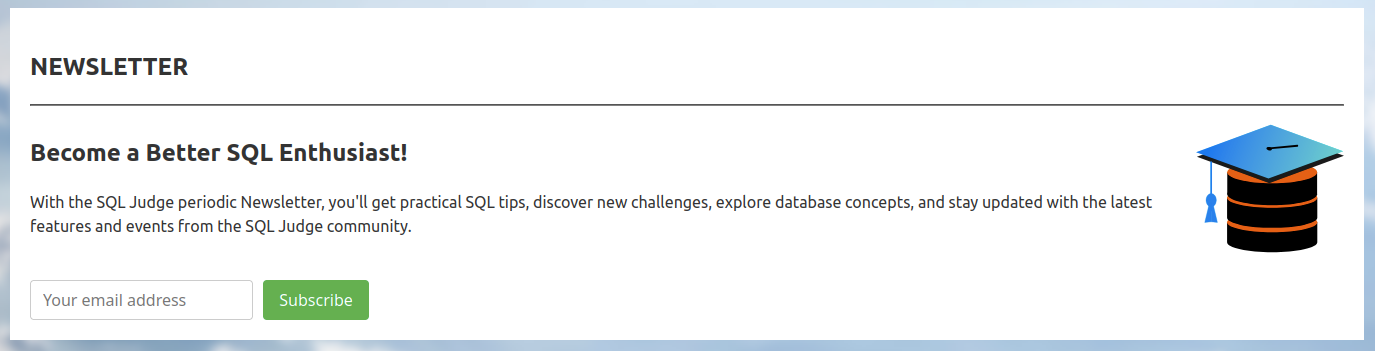 NEWSLETTER
Become a Better SQL Enthusiast!
With the SQL Judge periodic Newsletter, you'll get practical SQL tips, discover new challenges, explore database concepts, and stay updated with the latest
features and events from the SQL Judge community.
Your email address Subscribe